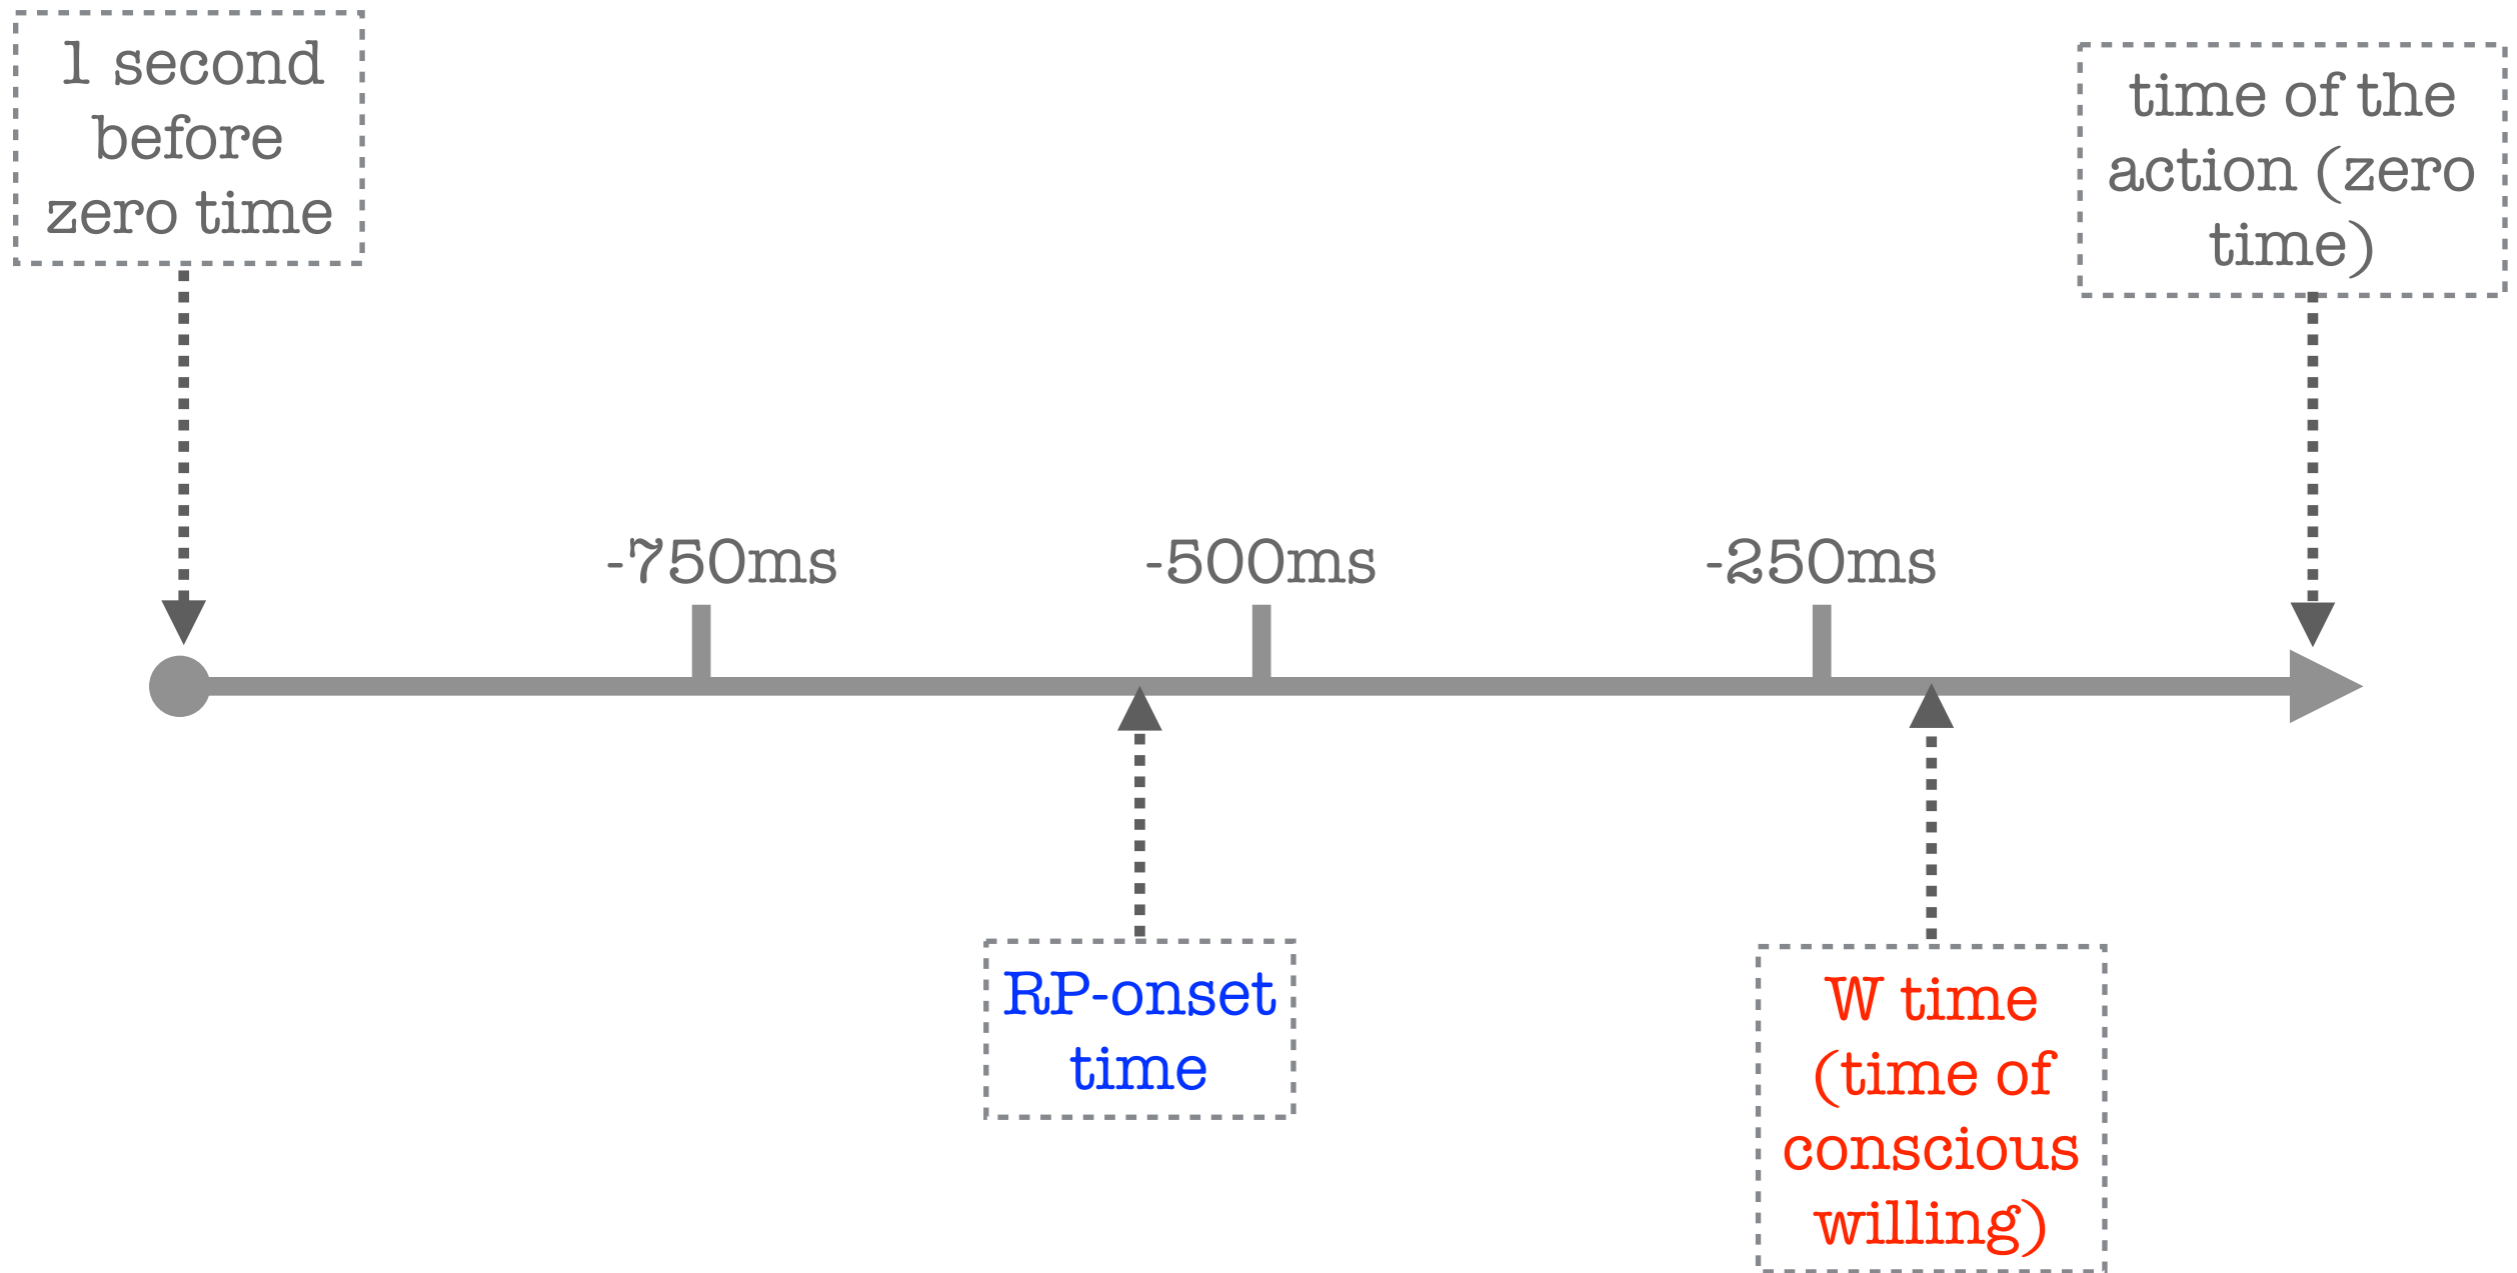 1 second
before
zero time
time of the
action (zero
time)
-750ms
-500ms
-250ms
RP-onset
time
W time
(time of
conscious
willing)